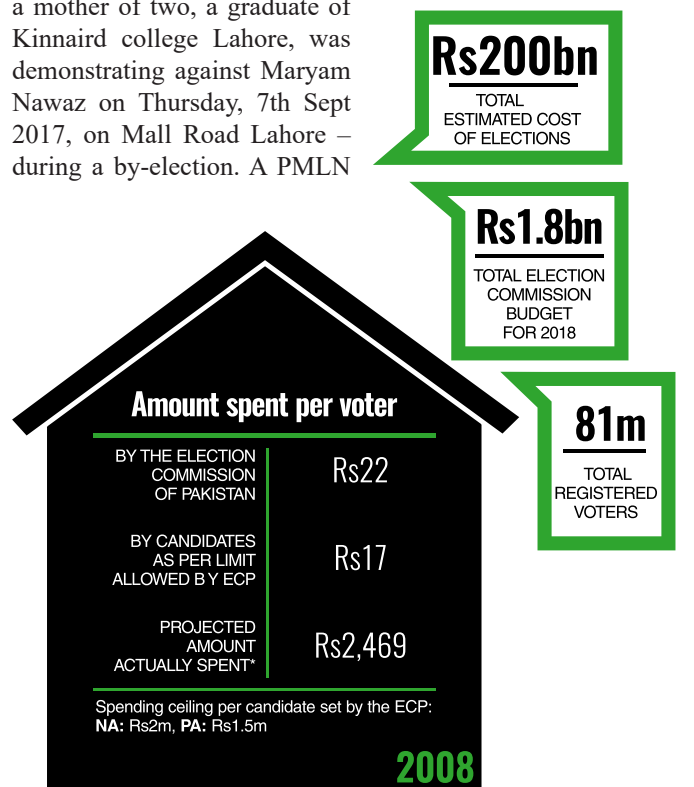 a mother of two, a graduate of
Kinnaird college Lahore, was
demonstrating against Maryam
Nawaz on Thursday, 7th Sept
2017, on Mall Road Lahore –
during a by-election. A PMLN
Rs200bn
TOTAL
ESTIMATED COST
OF ELECTIONS
Rs1.8bn
TOTAL ELECTION
COMMISSION
BUDGET
FOR 2018
81m
TOTAL
REGISTERED
VOTERS
Amount spent per voter
BY THE ELECTION
COMMISSION
OF PAKISTAN
Rs22
BY CANDIDATES
AS PER LIMIT
ALLOWED B Y ECP
Rs17
PROJECTED
AMOUNT
ACTUALLY SPENT*
Rs2,469
Spending ceiling per candidate set by the ECP:
NA: Rs2m, PA: Rs1.5m
2008